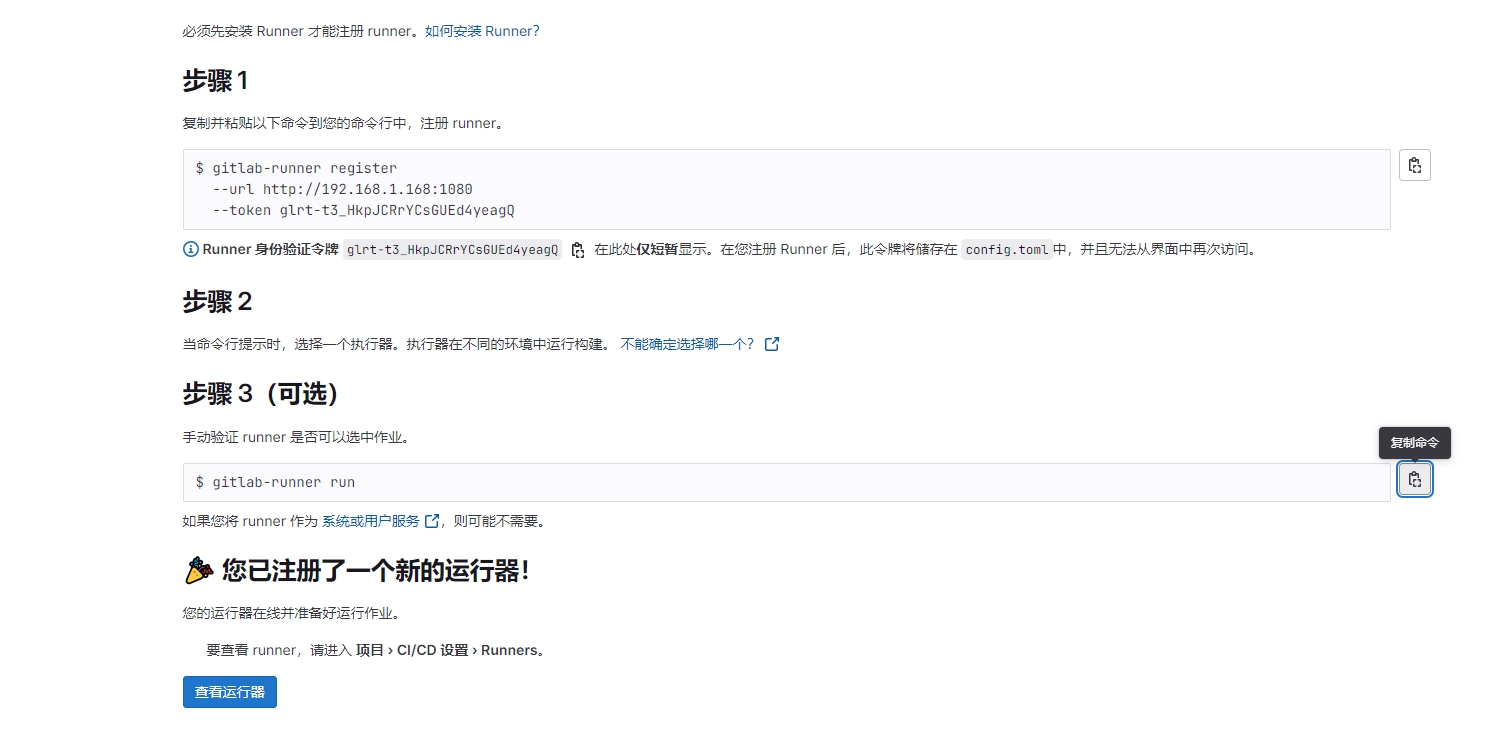 必须先安装 Runner 才能注册 runner。如何安装 Runner?
步骤 1
复制并粘贴以下命令到您的命令行中，注册 runner。
$ gitlab-runner register
--url http://192.168.1.168:1080
--token glrt-t3_HkpJCRrYCsGUEd4yeagQ
Runner 身份验证令牌 glrt-t3_HkpJCRrYCsGUEd4yeagQ 在此处仅短暂显示。在您注册 Runner 后，此令牌将储存在 config.toml中，并且无法从界面中再次访问。
步骤 2
当命令行提示时，选择一个执行器。执行器在不同的环境中运行构建。 不能确定选择哪一个？
步骤 3（可选）
手动验证 runner 是否可以选中作业。
复制命令
$ gitlab-runner run
如果您将 runner 作为 系统或用户服务，则可能不需要。
您已注册了一个新的运行器！
您的运行器在线并准备好运行作业。
要查看 runner，请进入 项目 › CI/CD 设置 › Runners。
查看运行器